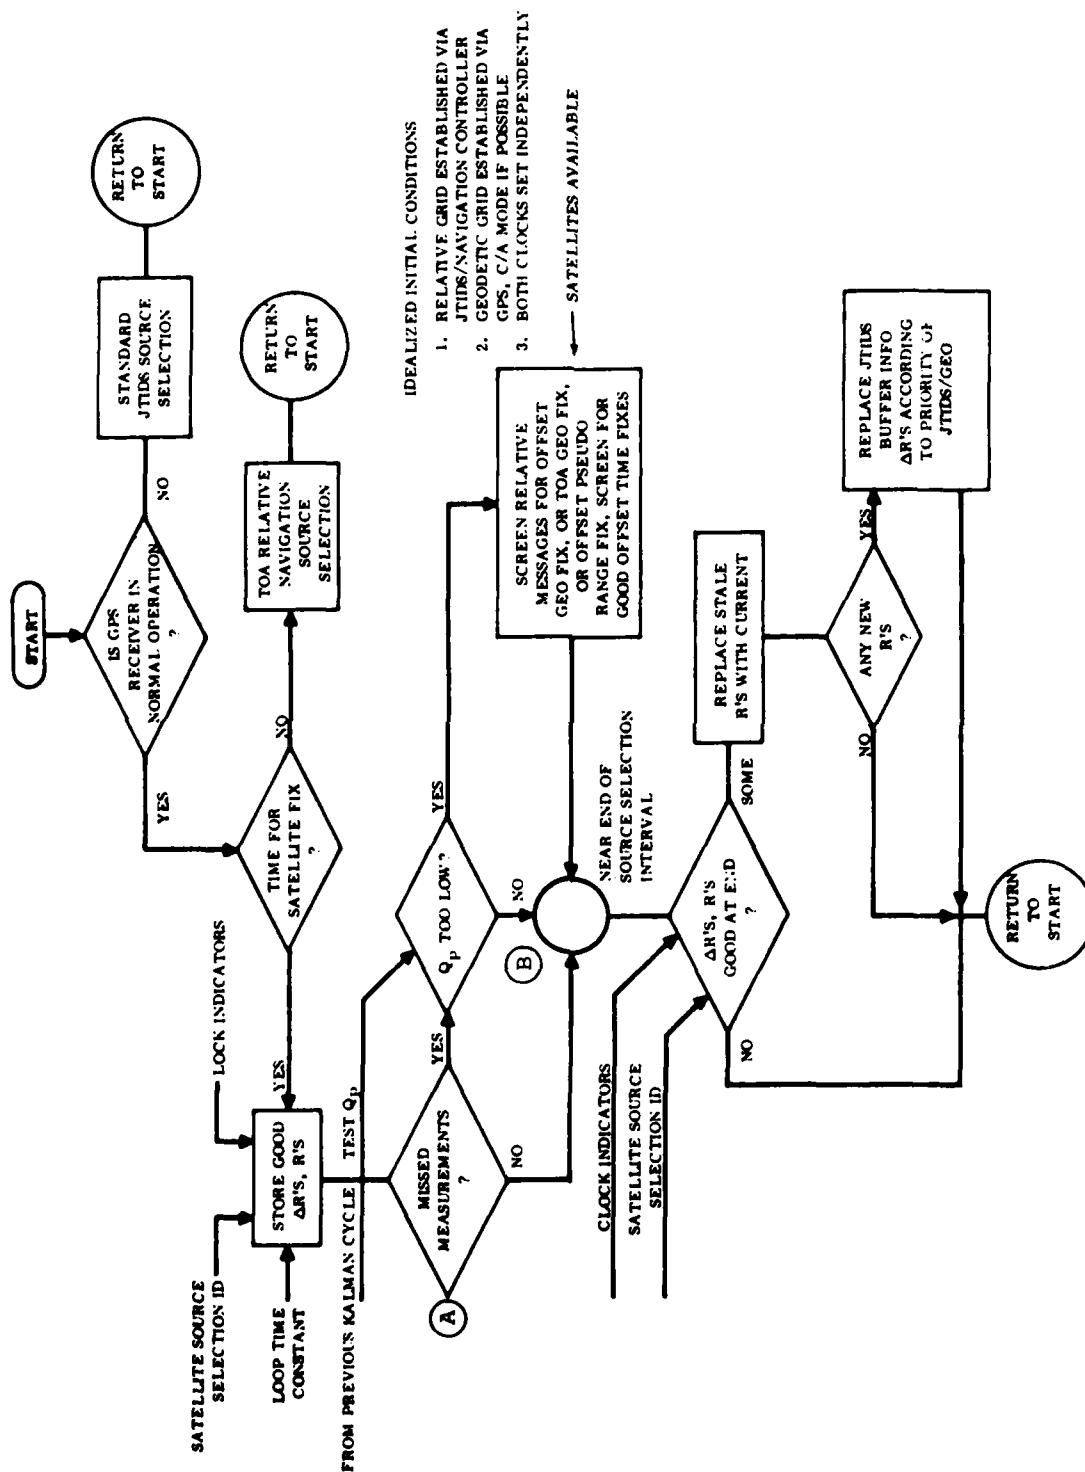 START
IS GPS
RECEIVER IN
NORMAL OPERATION
?
NO
STANDARD
JTIDS SOURCE
SELECTION
RETURN
TO
START
YES
TIME FOR
SATELLITE FIX
?
NO
TOA RELATIVE
NAVIGATION
SOURCE
SELECTION
RETURN
TO
START
YES
LOCK INDICATORS
SATELLITE SOURCE
SELECTION ID
LOOP TIME
CONSTANT
STORE GOOD
ΔR'S, R'S
FROM PREVIOUS KALMAN CYCLE TEST Qp
A
MISSED
MEASUREMENTS
?
YES
NO
Qp TOO LOW?
YES
NO
B
IDEALIZED INITIAL CONDITIONS
1. RELATIVE GRID ESTABLISHED VIA
JTIDS/NAVIGATION CONTROLLER
2. GEODETIC GRID ESTABLISHED VIA
GPS, C/A MODE IF POSSIBLE
3. BOTH CLOCKS SET INDEPENDENTLY
SATELLITES AVAILABLE
SCREEN RELATIVE
MESSAGES FOR OFFSET
GEO FIX, OR TOA GEO FIX,
OR OFFSET PSEUDO
RANGE FIX, SCREEN FOR
GOOD OFFSET TIME FIXES
NEAR END OF
SOURCE SELECTION
INTERVAL
CLOCK INDICATORS
SATELLITE SOURCE
SELECTION ID
ΔR'S, R'S
GOOD AT END
?
NO
SOME
REPLACE STALE
R'S WITH CURRENT
ANY NEW
R'S
?
NO
YES
REPLACE JTIDS
BUFFER INFO
ΔR'S ACCORDING
TO PRIORITY OF
JTIDS/GEO
RETURN
TO
START